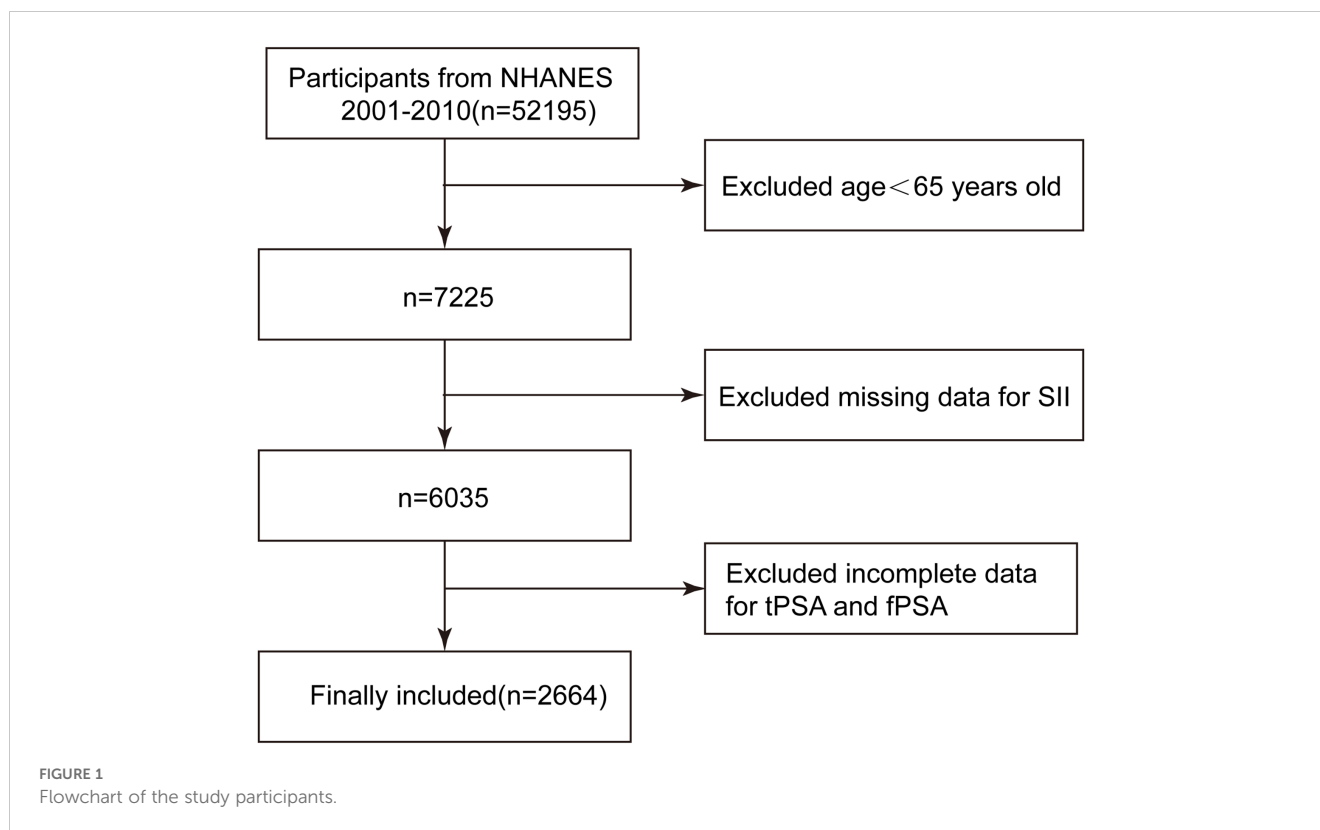 Participants from NHANES
2001-2010(n=52195)
Excluded age<65 years old
n=7225
Excluded missing data for SII
n=6035
Excluded incomplete data
for tPSA and fPSA
Finally included(n=2664)
FIGURE 1
Flowchart of the study participants.